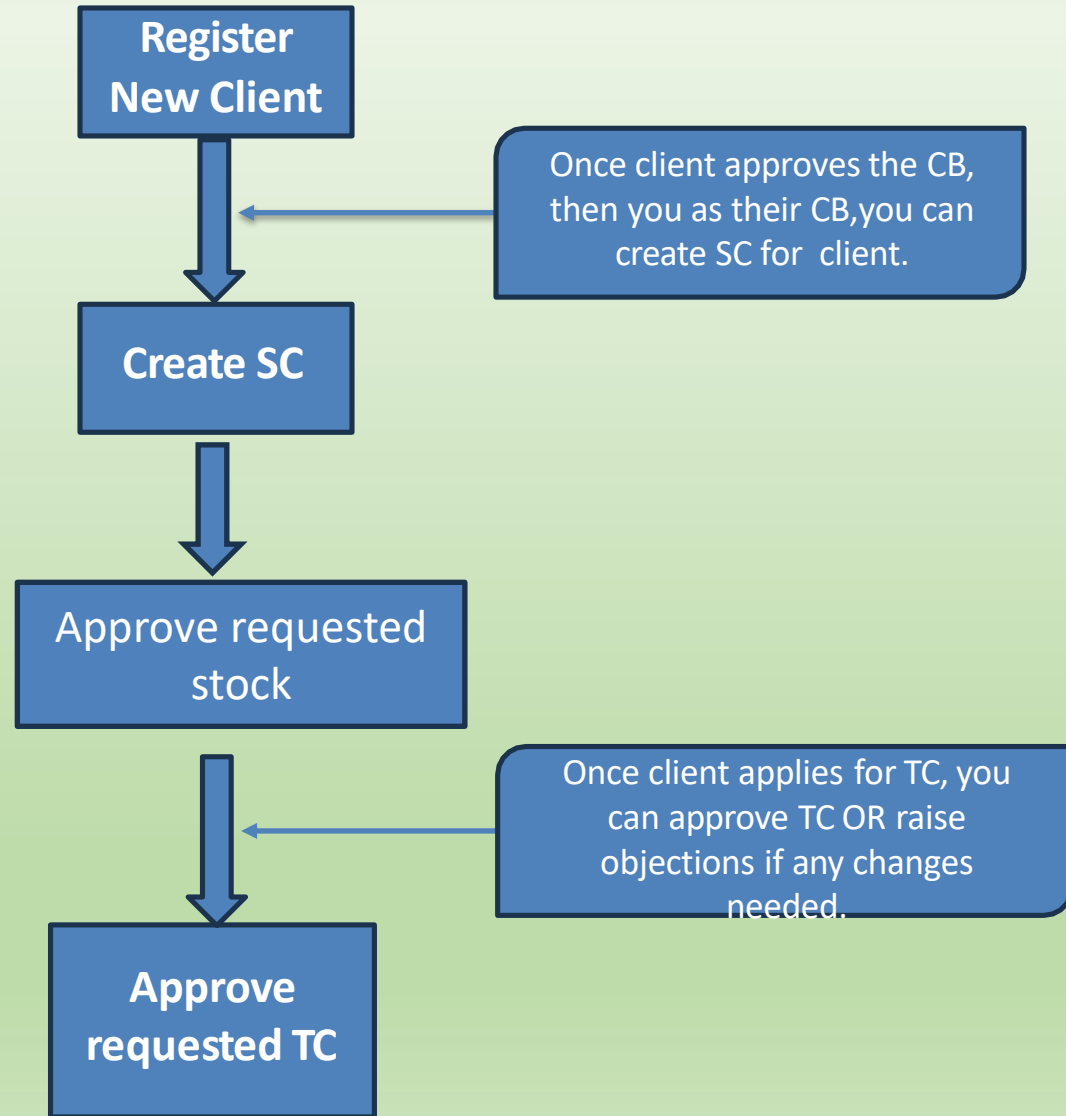 Register
New Client
Once client approves the CB,
then you as their CB,you can
create SC for client.
Create SC
Approve requested
stock
Once client applies for TC, you
can approve TC OR raise
objections if any changes
needed.
Approve
requested TC